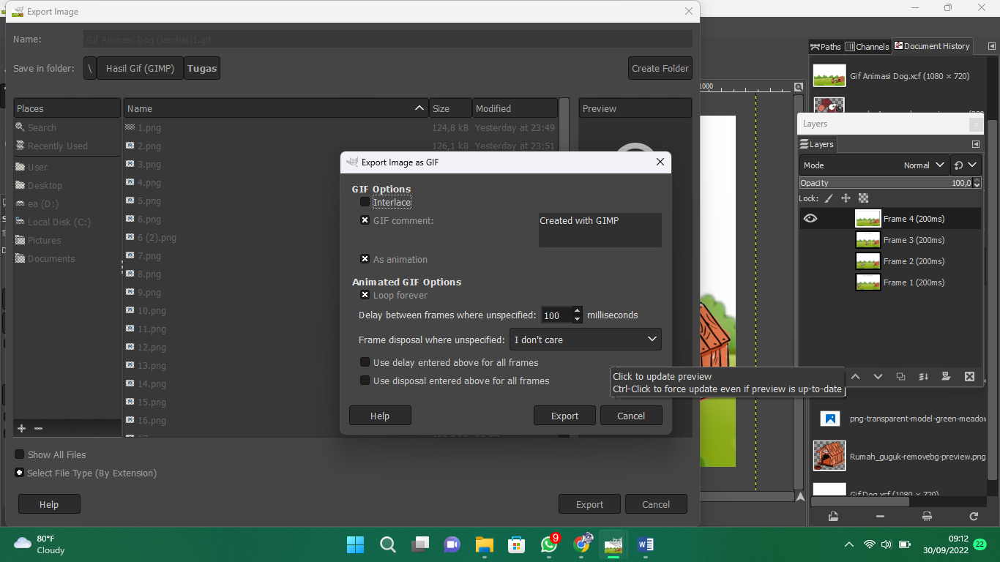 Export Image
Name: Gif Animasi Dog (lambat)1.gif
Save in folder: \ Hasil Gif (GIMP) Tugas Create Folder
Places
Search
Recently Used
User
Desktop
ea (D:)
Local Disk (C:)
Pictures
Documents
Name Size Modified
1.png 124,8 kB Yesterday at 23:49
2.png 126,1 kB Yesterday at 23:51
3.png
4.png
5.png
6.png
6 (2).png
7.png
8.png
9.png
10.png
11.png
12.png
13.png
14.png
15.png
16.png
Preview
Export Image as GIF
GIF Options
Interlace
GIF comment: Created with GIMP
As animation
Animated GIF Options
Loop forever
Delay between frames where unspecified: 100 milliseconds
Frame disposal where unspecified: I don't care
Use delay entered above for all frames
Use disposal entered above for all frames
Help Export Cancel
Click to update preview
Ctrl-Click to force update even if preview is up-to-date
Show All Files
Select File Type (By Extension)
Help Export Cancel
1000
Paths Channels Document History
Gif Animasi Dog.xcf (1080 × 720)
Layers
Layers
Mode Normal
Opacity 100,0
Lock:
Frame 4 (200ms)
Frame 3 (200ms)
Frame 2 (200ms)
Frame 1 (200ms)
png-transparent-model-green-meadow
Rumah_guguk-removebg-preview.png
Gif Dog.xcf (1080 × 720)
80°F
Cloudy
9
09:12
30/09/2022
22